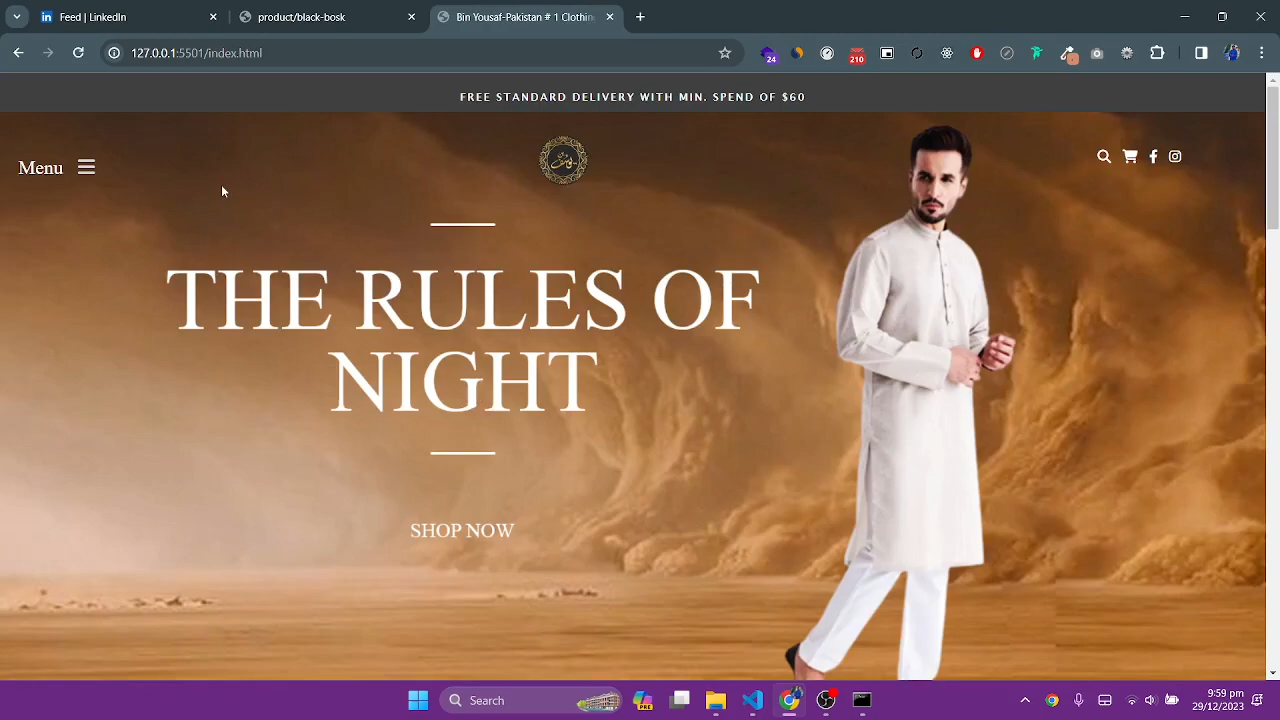 Feed | LinkedIn
product/black-book
Bin Yousaf-Pakistan # 1 Clothin
127.0.0.1:5501/index.html
24
210
FREE STANDARD DELIVERY WITH MIN. SPEND OF $60
Menu
THE RULES OF
NIGHT
SHOP NOW
Search
PRE
9:59 pm
29/12/2023